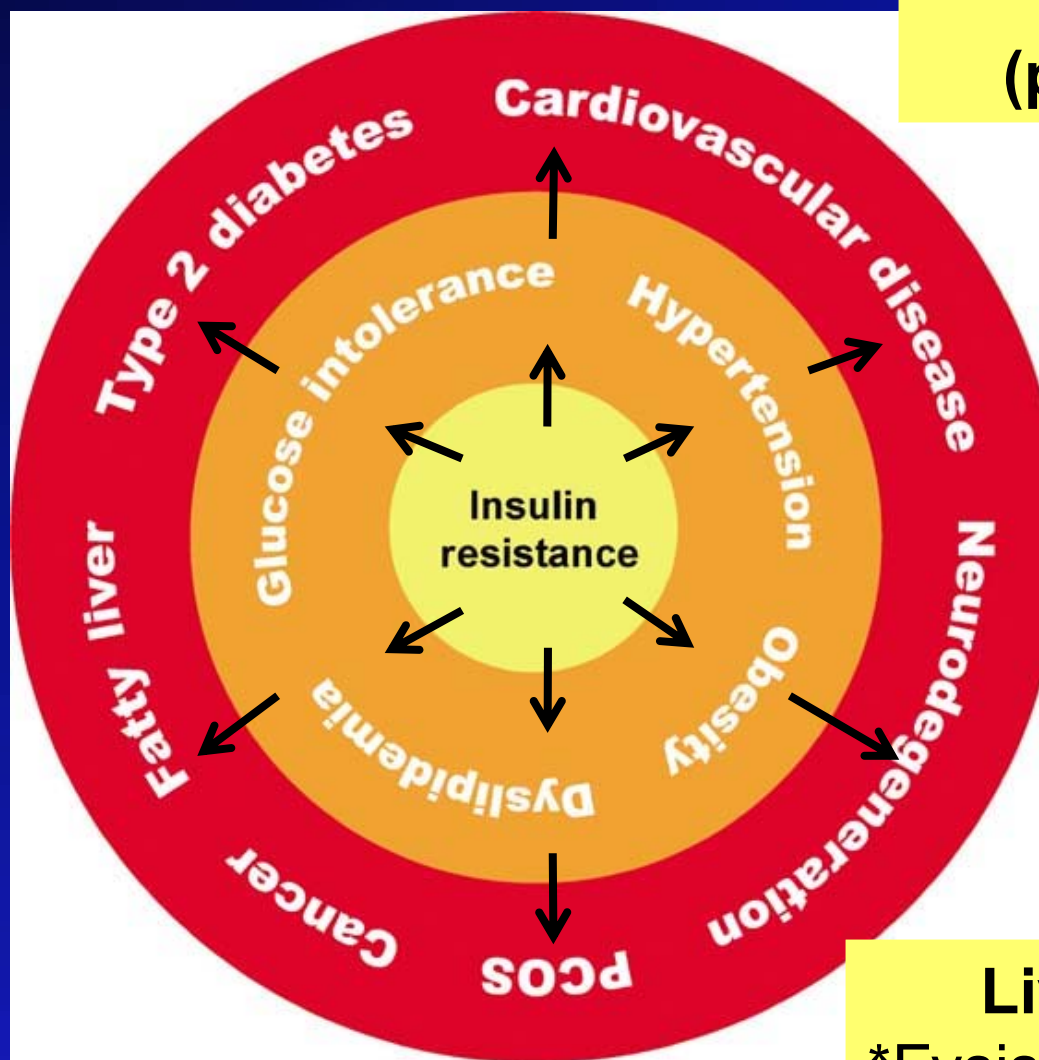 (p
Cardiovascular disease
Type 2 diabetes
Glucose intolerance
Hypertension
Insulin
resistance
Fatty liver
Neurodegeneration
Obesity
Dyslipidemia
Cancer
PCOS